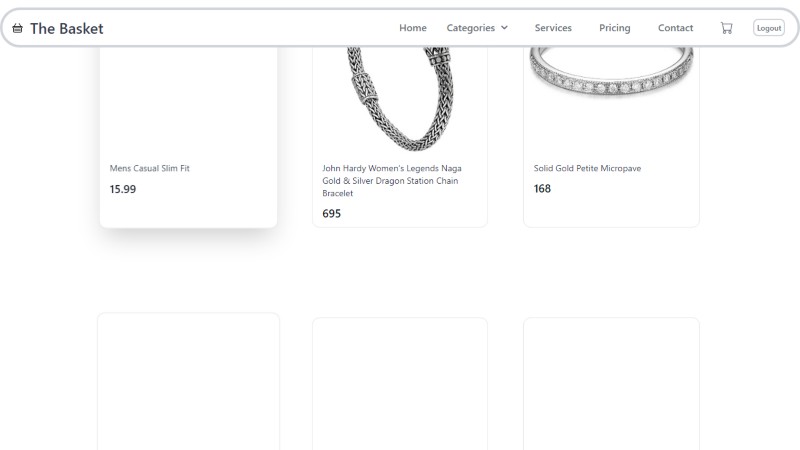 The Basket
Home
Categories
Services
Pricing
Contact
Logout
Mens Casual Slim Fit
15.99
John Hardy Women's Legends Naga
Gold & Silver Dragon Station Chain
Bracelet
695
Solid Gold Petite Micropave
168